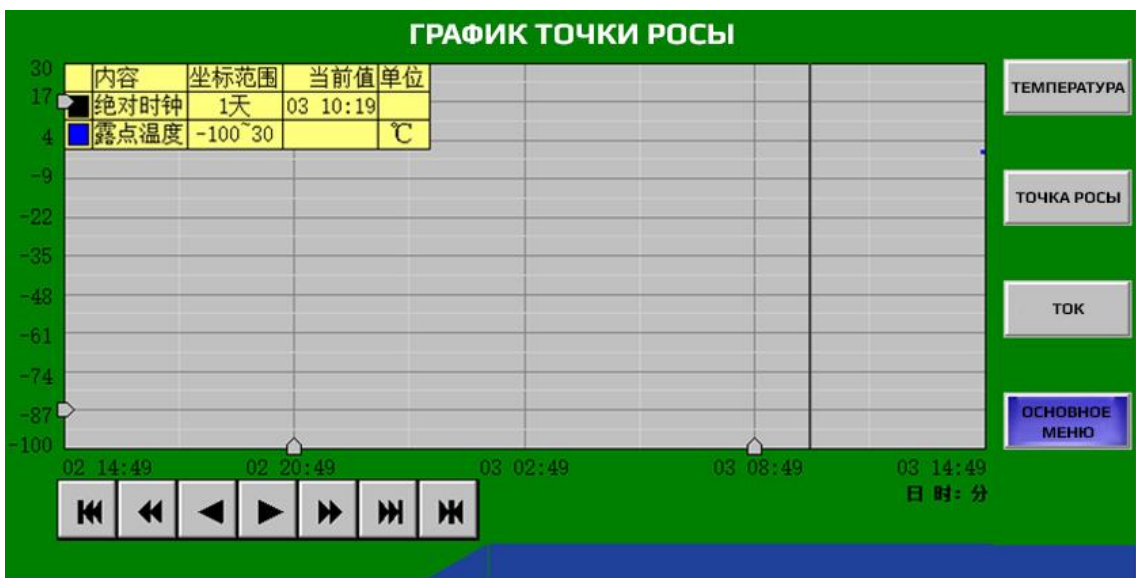 ГРАФИК ТОЧКИ РОСЫ
30
17
4
-9
-22
-35
-48
-61
-74
-87
-100
内容 坐标范围 当前值 单位
绝对时钟 1天 03 10:19
露点温度 -100~30 ℃
02 14:49 02 20:49 03 02:49 03 08:49 03 14:49
日 时: 分
ТЕМПЕРАТУРА
ТОЧКА РОСЫ
ТОК
ОСНОВНОЕ
МЕНЮ